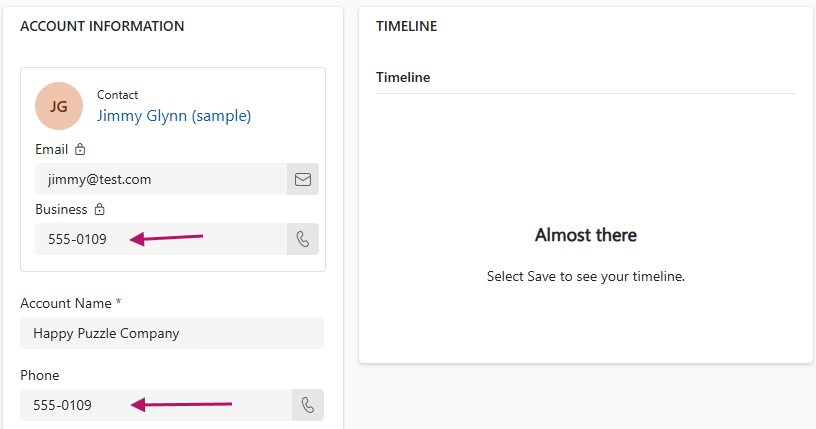 ACCOUNT INFORMATION
JG
Contact
Jimmy Glynn (sample)
Email
jimmy@test.com
Business
555-0109
Account Name *
Happy Puzzle Company
Phone
555-0109
TIMELINE
Timeline
Almost there
Select Save to see your timeline.